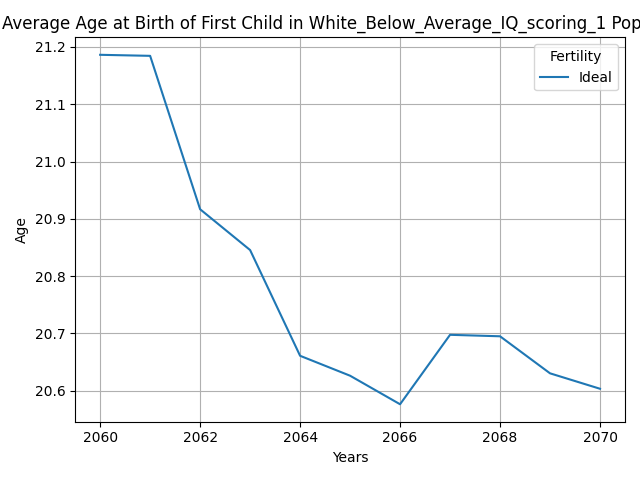 Average Age at Birth of First Child in White_Below_Average_IQ_scoring_1 Pop
Fertility
Ideal
21.2
21.1
21.0
20.9
20.8
20.7
20.6
Age
2060 2062 2064 2066 2068 2070
Years